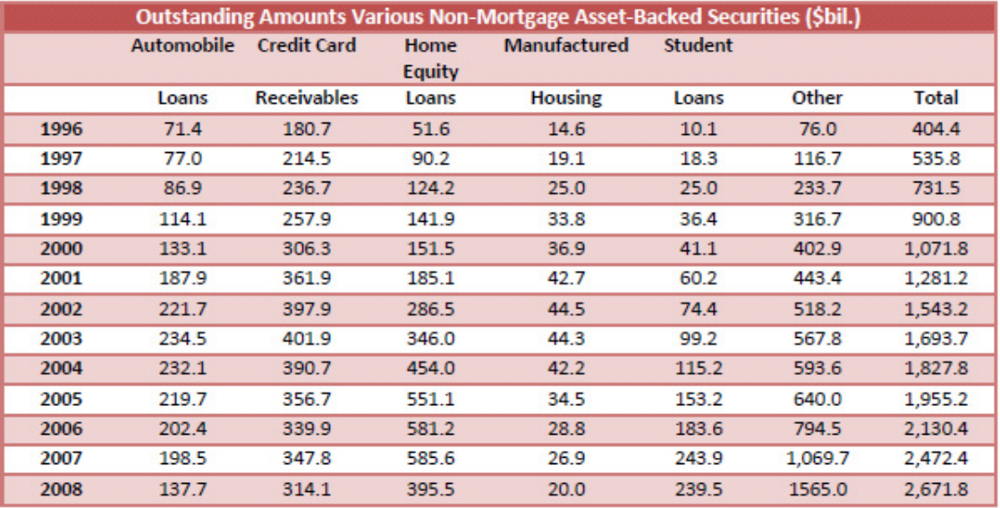 Outstanding Amounts Various Non-Mortgage Asset-Backed Securities ($bil.)
Automobile Credit Card Home Manufactured Student
Equity
Loans Receivables Loans Housing Loans Other Total
1996 71.4 180.7 51.6 14.6 10.1 76.0 404.4
1997 77.0 214.5 90.2 19.1 18.3 116.7 535.8
1998 86.9 236.7 124.2 25.0 25.0 233.7 731.5
1999 114.1 257.9 141.9 33.8 36.4 316.7 900.8
2000 133.1 306.3 151.5 36.9 41.1 402.9 1,071.8
2001 187.9 361.9 185.1 42.7 60.2 443.4 1,281.2
2002 221.7 397.9 286.5 44.5 74.4 518.2 1,543.2
2003 234.5 401.9 346.0 44.3 99.2 567.8 1,693.7
2004 232.1 390.7 454.0 42.2 115.2 593.6 1,827.8
2005 219.7 356.7 551.1 34.5 153.2 640.0 1,955.2
2006 202.4 339.9 581.2 28.8 183.6 794.5 2,130.4
2007 198.5 347.8 585.6 26.9 243.9 1,069.7 2,472.4
2008 137.7 314.1 395.5 20.0 239.5 1565.0 2,671.8